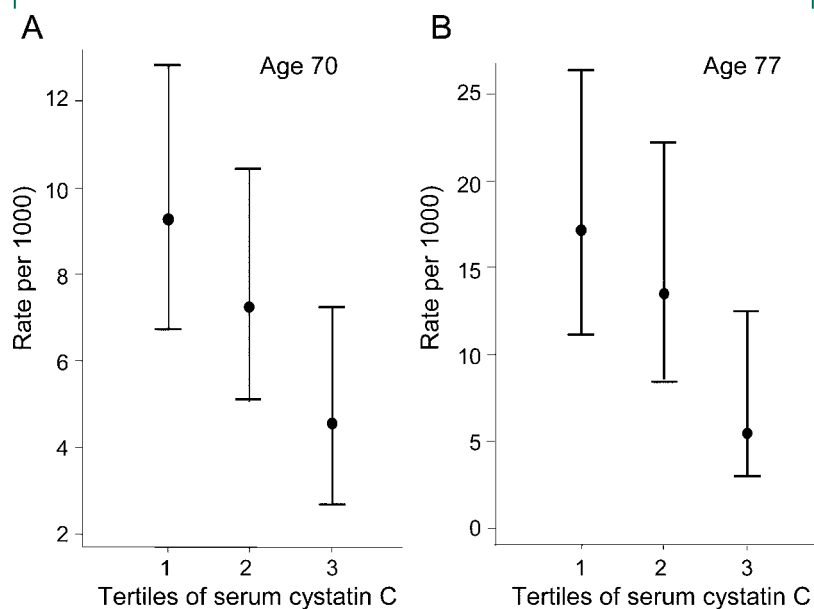 A
Age 70
Rate per 1000)
12
10
8
6
4
2
1 2 3
Tertiles of serum cystatin C
B
Age 77
Rate per 1000)
25
20
15
10
5
0
1 2 3
Tertiles of serum cystatin C